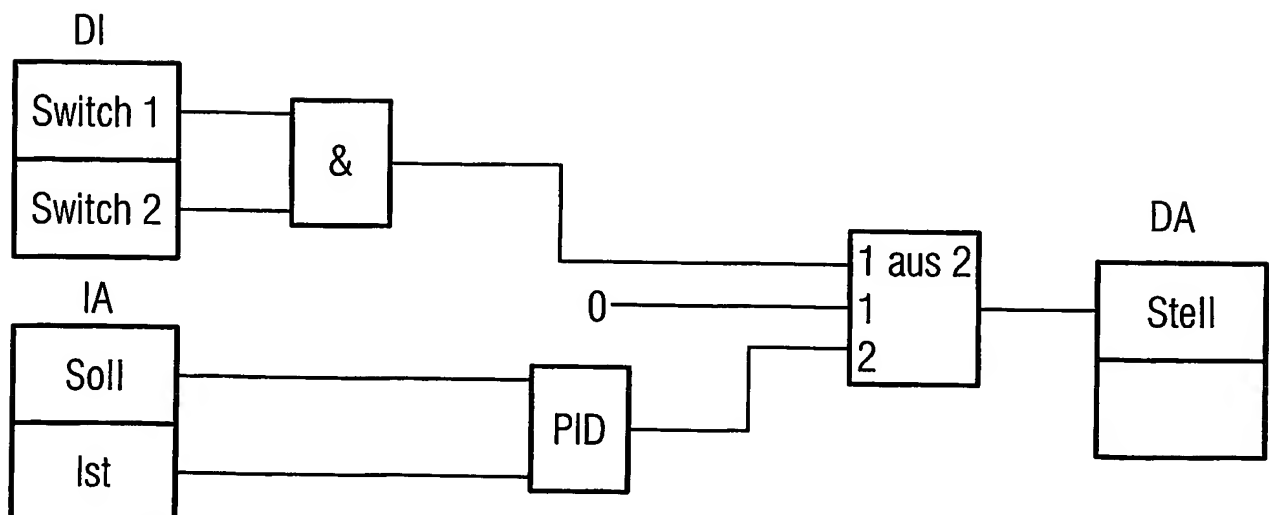 DI
Switch 1
Switch 2
&
IA
Soll
Ist
PID
0
1 aus 2
1
2
DA
Stell